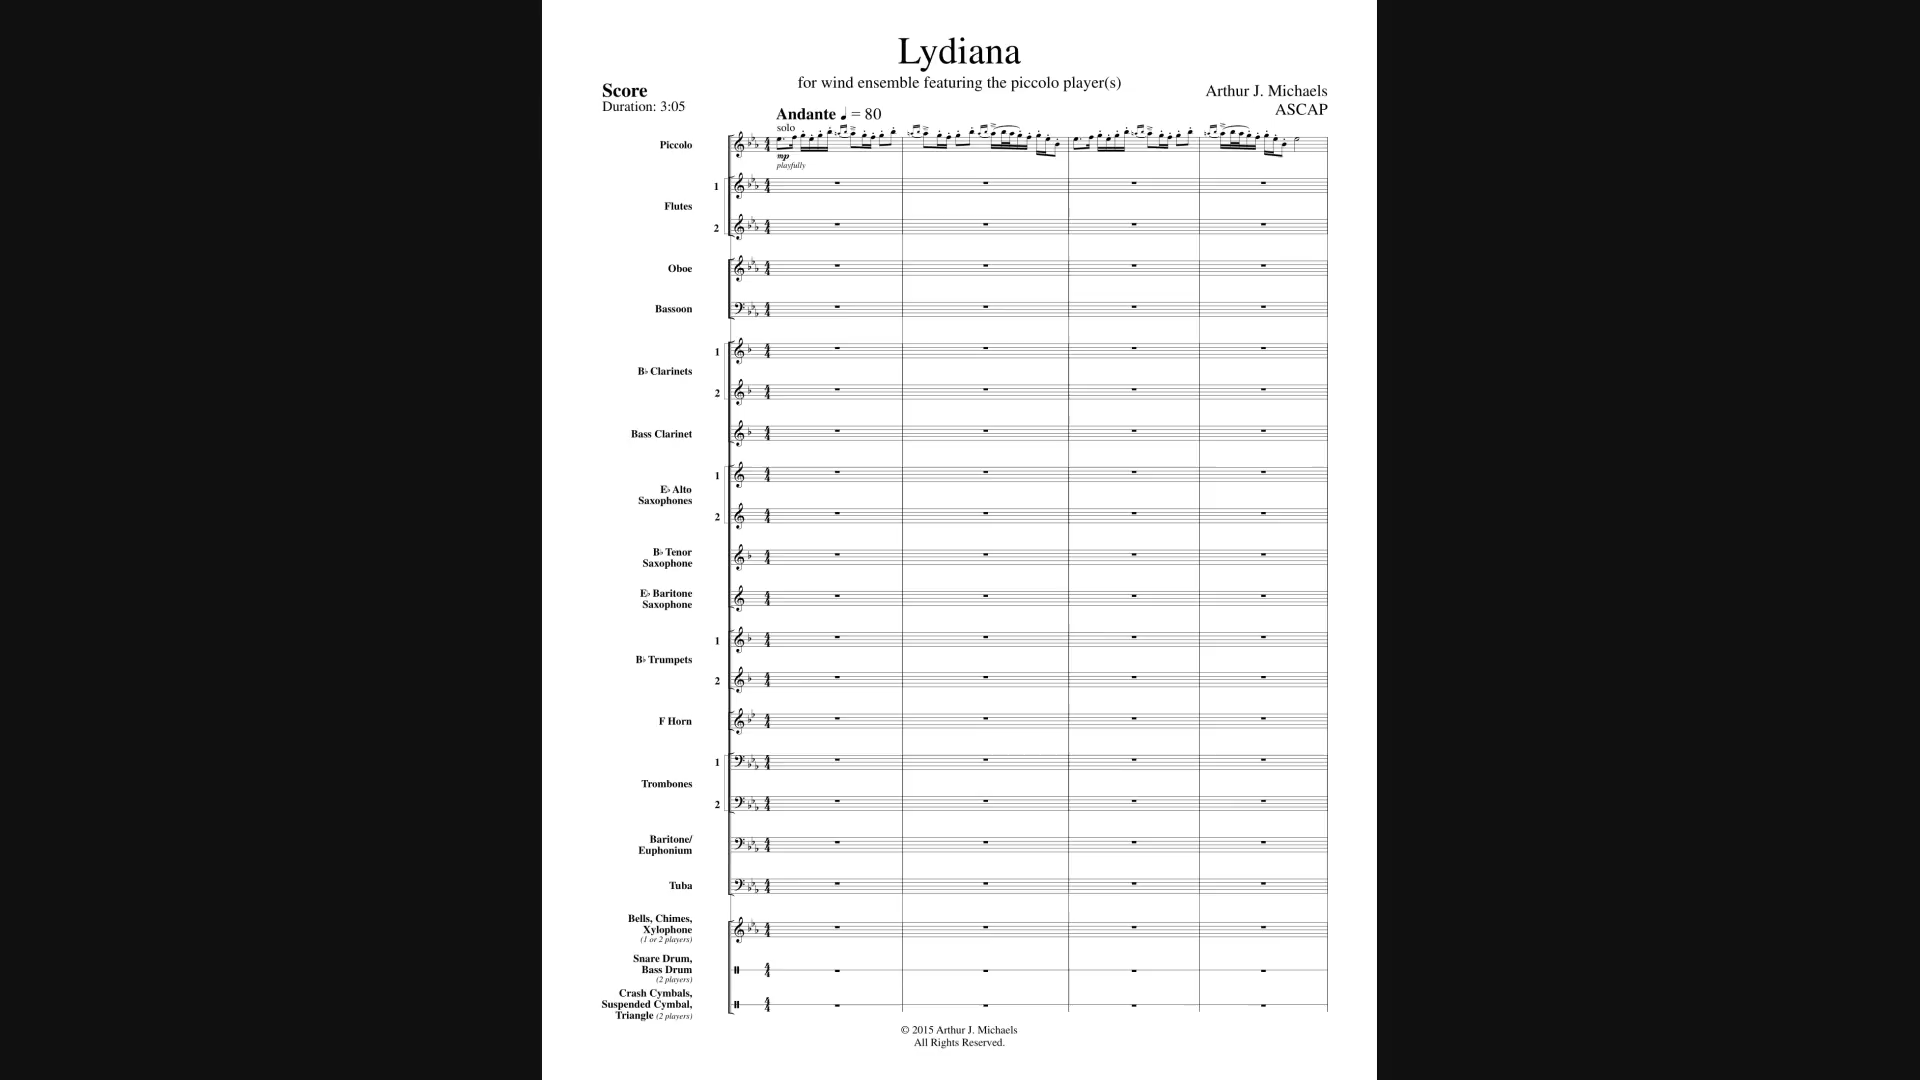 Lydiana
for wind ensemble featuring the piccolo player(s)
Score
Duration: 3:05
Arthur J. Michaels
ASCAP
Andante ♩ = 80
solo
Piccolo
mp
playfully
1
Flutes
2
Oboe
Bassoon
1
B♭ Clarinets
2
Bass Clarinet
1
E♭ Alto
Saxophones
2
B♭ Tenor
Saxophone
E♭ Baritone
Saxophone
1
B♭ Trumpets
2
F Horn
1
Trombones
2
Baritone/
Euphonium
Tuba
Bells, Chimes,
Xylophone
(1 or 2 players)
Snare Drum,
Bass Drum
(2 players)
Crash Cymbals,
Suspended Cymbal,
Triangle (2 players)
© 2015 Arthur J. Michaels
All Rights Reserved.